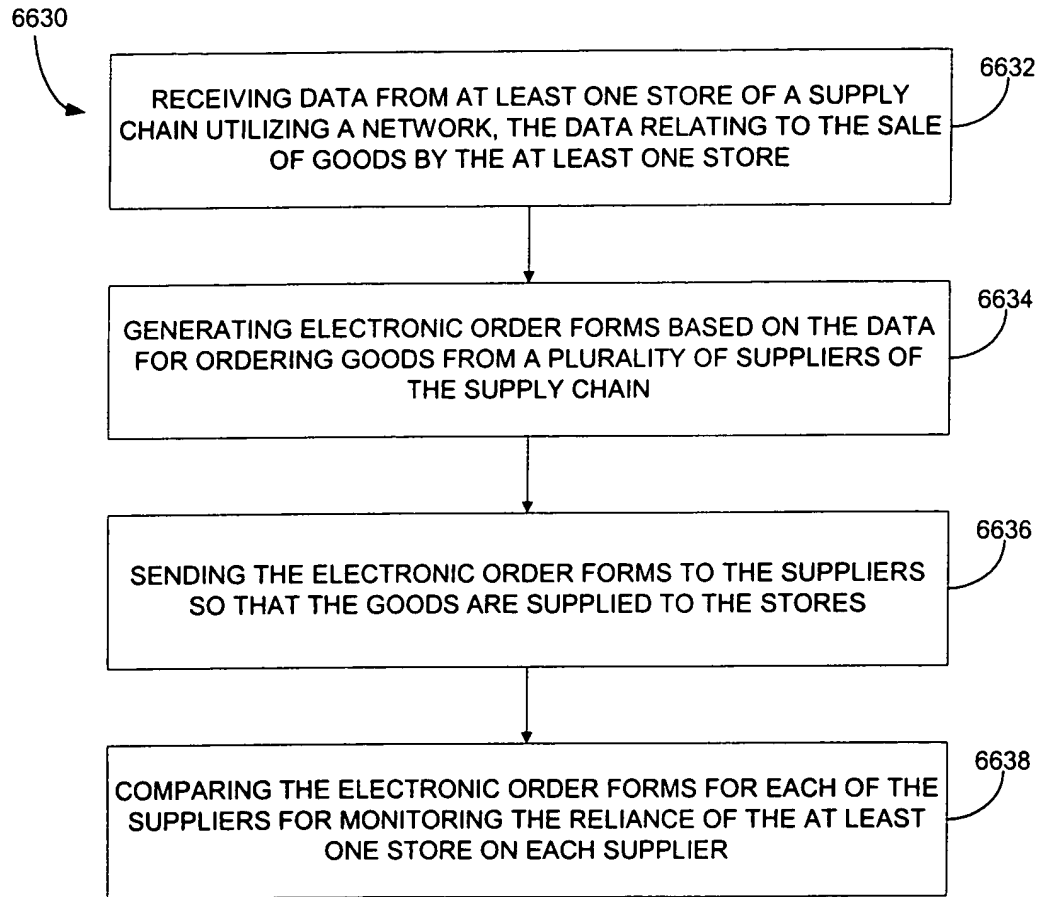 6630
6632
RECEIVING DATA FROM AT LEAST ONE STORE OF A SUPPLY
CHAIN UTILIZING A NETWORK, THE DATA RELATING TO THE SALE
OF GOODS BY THE AT LEAST ONE STORE
6634
GENERATING ELECTRONIC ORDER FORMS BASED ON THE DATA
FOR ORDERING GOODS FROM A PLURALITY OF SUPPLIERS OF
THE SUPPLY CHAIN
6636
SENDING THE ELECTRONIC ORDER FORMS TO THE SUPPLIERS
SO THAT THE GOODS ARE SUPPLIED TO THE STORES
6638
COMPARING THE ELECTRONIC ORDER FORMS FOR EACH OF THE
SUPPLIERS FOR MONITORING THE RELIANCE OF THE AT LEAST
ONE STORE ON EACH SUPPLIER